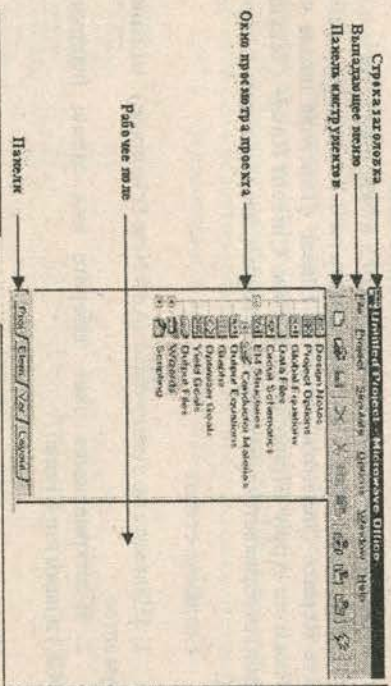 Строка заголовка
Выпадающее меню
Панель инструментов
Окно просмотра проекта
Рабочее поле
Панели
Untitled Project - Microwave Office
File Project Simulate Options Window Help
Design Notes
Project Options
Global Equations
Data Files
Circuit Schematics
EM Structures
Conductor Materials
Output Equations
Graphs
Optimizer Goals
Yield Goals
Output Files
Wizards
Scripting
Proj Elem Var Layout